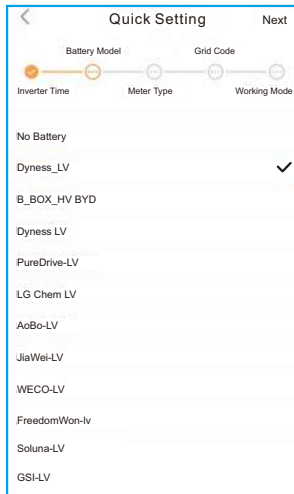 Quick Setting Next
Battery Model Grid Code
Inverter Time Meter Type Working Mode
No Battery
Dyness_LV
B_BOX_HV BYD
Dyness LV
PureDrive-LV
LG Chem LV
AoBo-LV
JiaWei-LV
WECO-LV
FreedomWon-lv
Soluna-LV
GSI-LV